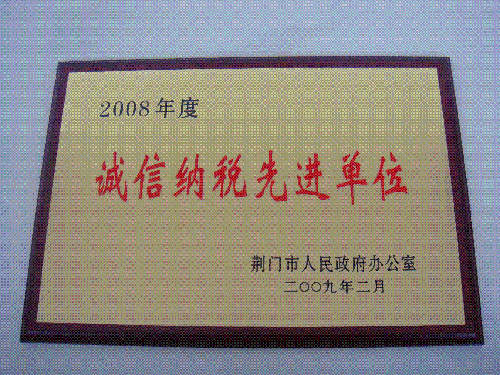 2008年度
诚信纳税先进单位
荆门市人民政府办公室
二〇〇九年二月